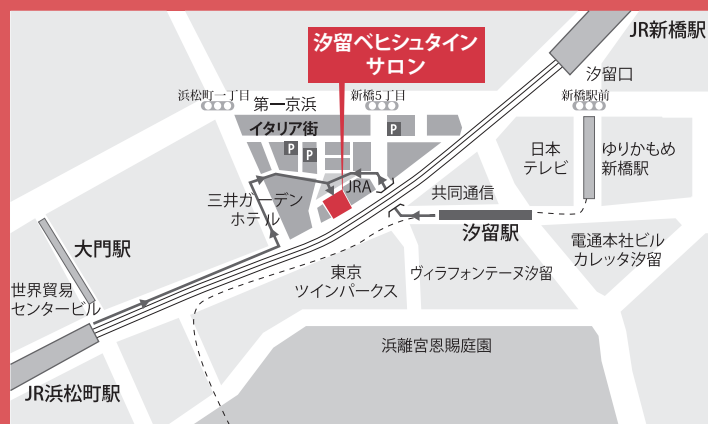 JR新橋駅
汐留ベヒシュタイン
サロン
汐留口
浜松町一丁目
第一京浜
新橋5丁目
新橋駅前
イタリア街
P
P
P
日本
テレビ
ゆりかもめ
新橋駅
JRA
共同通信
三井ガーデン
ホテル
汐留駅
大門駅
電通本社ビル
カレッタ汐留
東京
ツインパークス
ヴィラフォンテーヌ汐留
世界貿易
センタービル
浜離宮恩賜庭園
JR浜松町駅